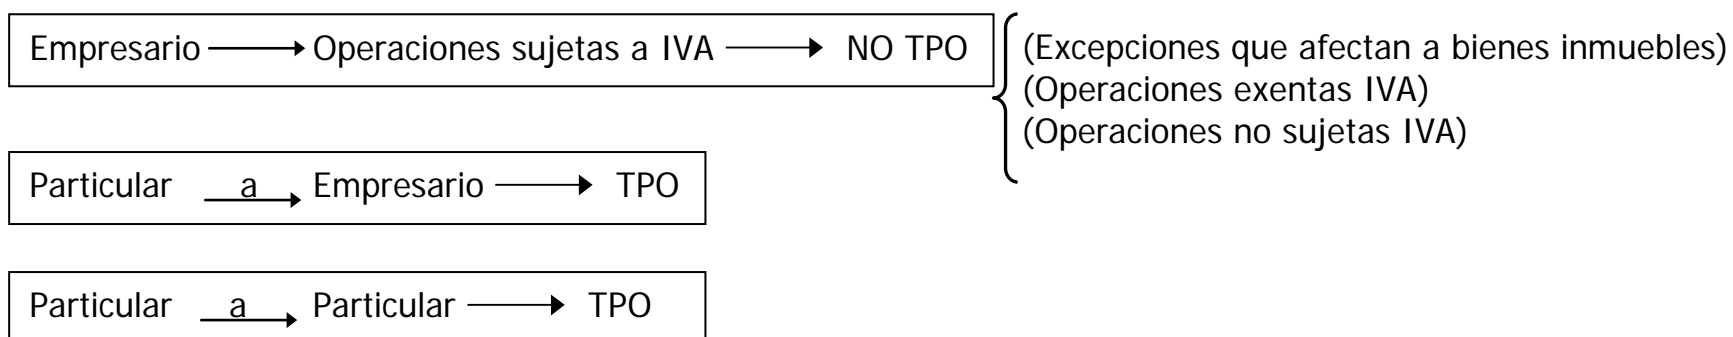 Empresario Operaciones sujetas a IVA NO TPO
(Excepciones que afectan a bienes inmuebles)
(Operaciones exentas IVA)
(Operaciones no sujetas IVA)
Particular a Empresario TPO
Particular a Particular TPO